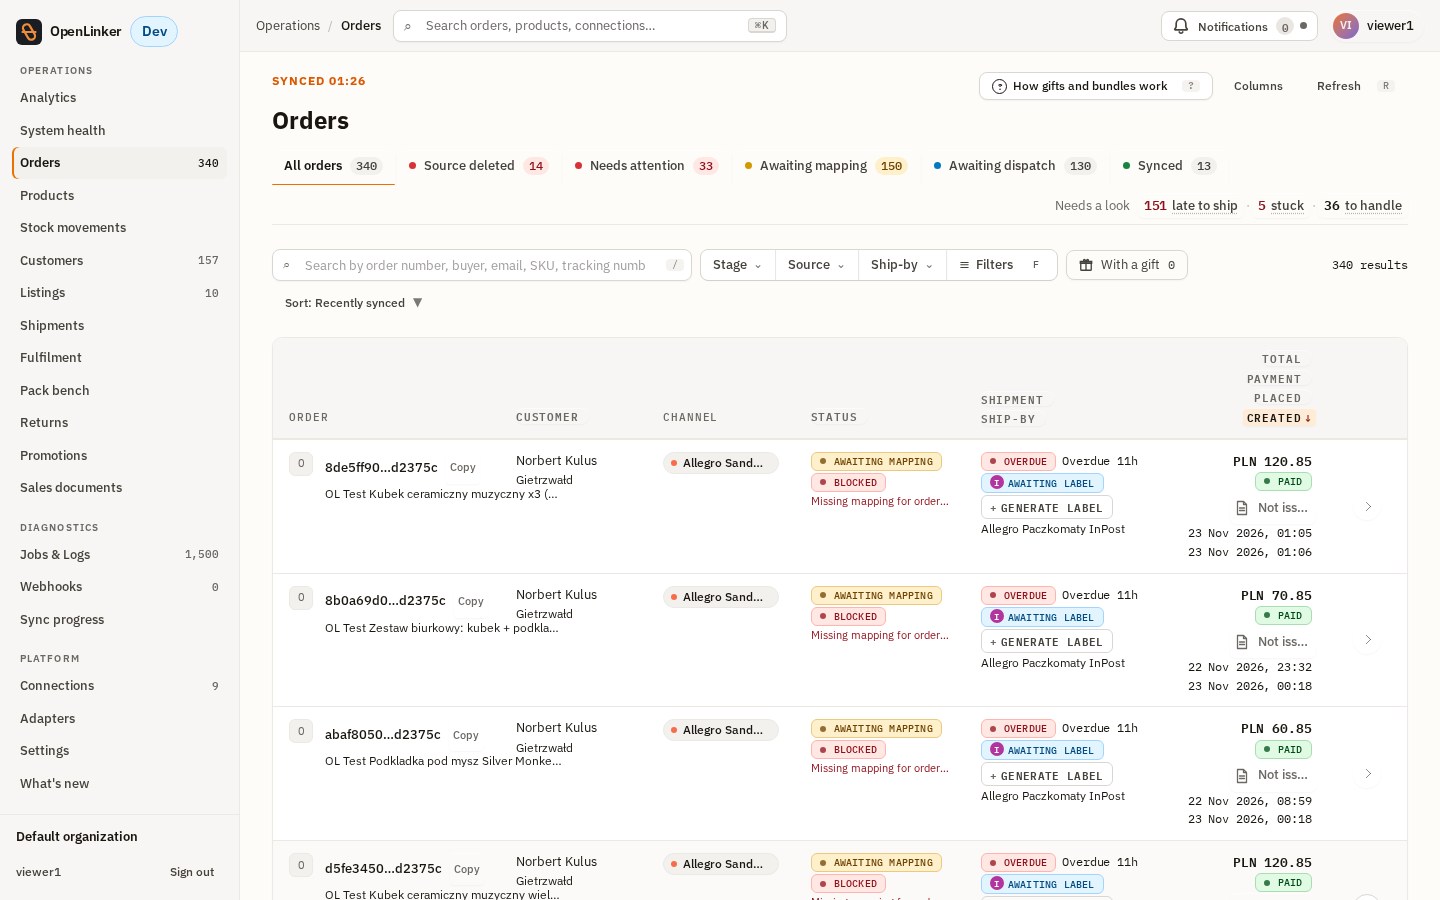 OpenLinker Dev
OPERATIONS
Analytics
System health
Orders 340
Products
Stock movements
Customers 157
Listings 10
Shipments
Fulfilment
Pack bench
Returns
Promotions
Sales documents
DIAGNOSTICS
Jobs & Logs 1,500
Webhooks 0
Sync progress
PLATFORM
Connections 9
Adapters
Settings
What's new
Default organization
viewer1 Sign out
Operations / Orders
Search orders, products, connections... ⌘K
Notifications 0
VI viewer1
SYNCED 01:26
How gifts and bundles work ?
Columns
Refresh R
Orders
All orders 340
Source deleted 14
Needs attention 33
Awaiting mapping 150
Awaiting dispatch 130
Synced 13
Needs a look 151 late to ship · 5 stuck · 36 to handle
Search by order number, buyer, email, SKU, tracking numb /
Stage
Source
Ship-by
Filters F
With a gift 0
340 results
Sort: Recently synced ▼
ORDER
CUSTOMER
CHANNEL
STATUS
SHIPMENT
SHIP-BY
TOTAL
PAYMENT
PLACED
CREATED ↓
O
8de5ff90…d2375c Copy
OL Test Kubek ceramiczny muzyczny x3 (…
Norbert Kulus
Gietrzwałd
Allegro Sand…
AWAITING MAPPING
BLOCKED
Missing mapping for order…
OVERDUE Overdue 11h
I AWAITING LABEL
+ GENERATE LABEL
Allegro Paczkomaty InPost
PLN 120.85
PAID
Not iss…
23 Nov 2026, 01:05
23 Nov 2026, 01:06
O
8b0a69d0…d2375c Copy
OL Test Zestaw biurkowy: kubek + podkla…
Norbert Kulus
Gietrzwałd
Allegro Sand…
AWAITING MAPPING
BLOCKED
Missing mapping for order…
OVERDUE Overdue 11h
I AWAITING LABEL
+ GENERATE LABEL
Allegro Paczkomaty InPost
PLN 70.85
PAID
Not iss…
22 Nov 2026, 23:32
23 Nov 2026, 00:18
O
abaf8050…d2375c Copy
OL Test Podkladka pod mysz Silver Monke…
Norbert Kulus
Gietrzwałd
Allegro Sand…
AWAITING MAPPING
BLOCKED
Missing mapping for order…
OVERDUE Overdue 11h
I AWAITING LABEL
+ GENERATE LABEL
Allegro Paczkomaty InPost
PLN 60.85
PAID
Not iss…
22 Nov 2026, 08:59
23 Nov 2026, 00:18
O
d5fe3450…d2375c Copy
OL Test Kubek ceramiczny muzyczny wiel…
Norbert Kulus
Gietrzwałd
Allegro Sand…
AWAITING MAPPING
BLOCKED
OVERDUE Overdue 11h
I AWAITING LABEL
PLN 120.85
PAID